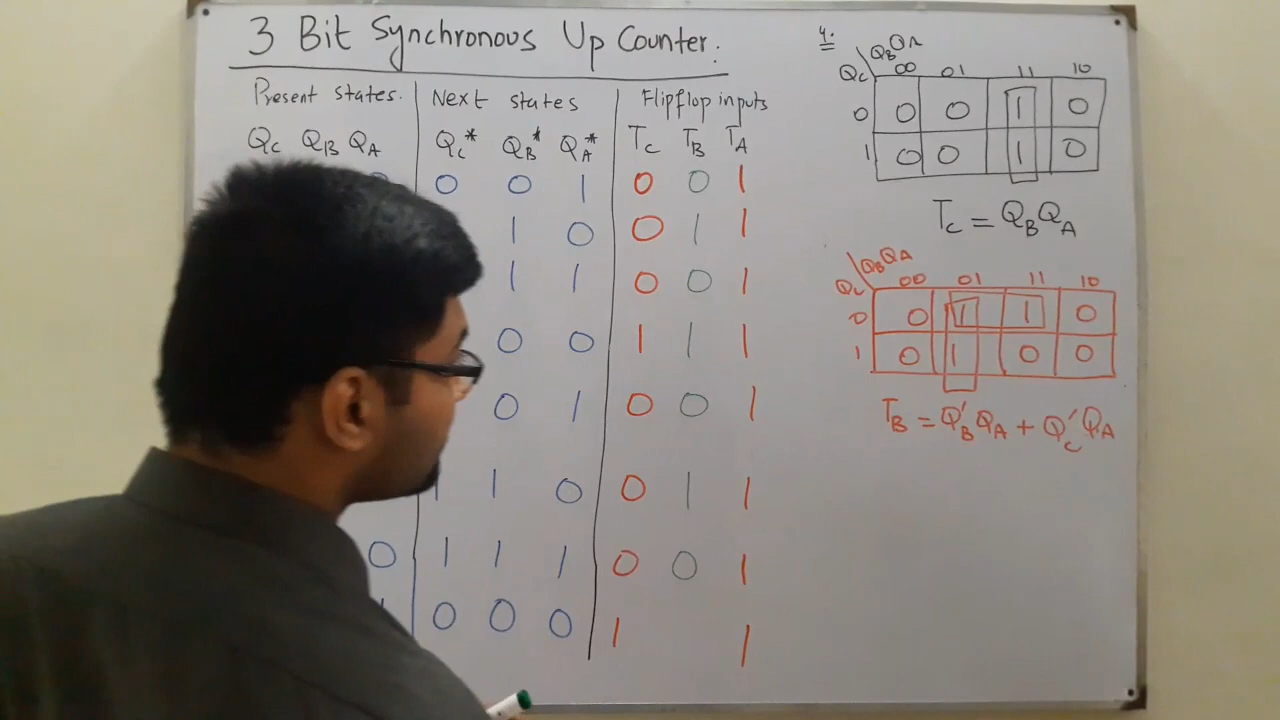 3 Bit Synchronous Up Counter.
Present states. Next states Flipflop inputs
QC QB QA QC* QB* QA* TC TB TA
0 0 1 0 0 1
1 0 0 1 1
1 1 0 0 1
0 0 1 1 1
0 1 0 0 1
1 1 0 0 1 1
0 1 1 1 0 0 1
0 0 0 1 1
4.
QBQA
QC 00 01 11 10
0 0 0 1 0
1 0 0 1 0
TC = QBQA
QBQA
QC 00 01 11 10
0 0 1 1 0
1 0 1 0 0
TB = Q'BQA + QC'QA